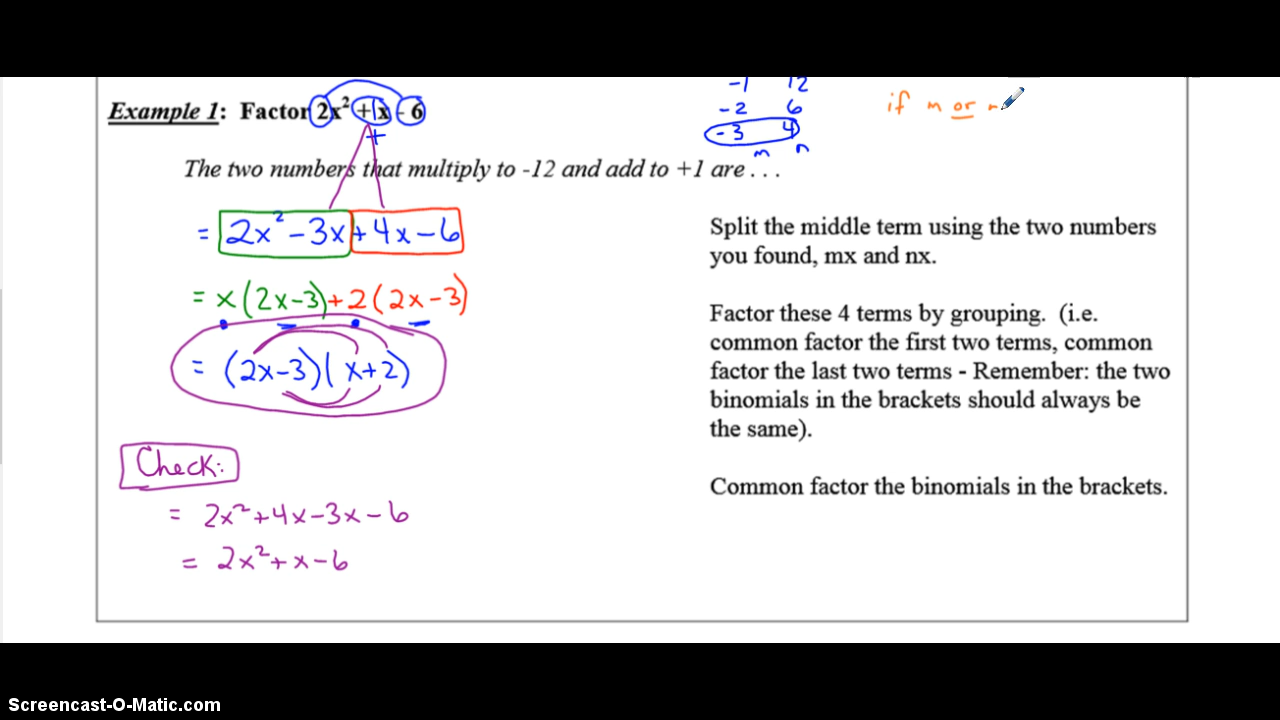 -1 12
Example 1: Factor 2x² +1x - 6
-2 6
if m or n
+
-3 4
m n
The two numbers that multiply to -12 and add to +1 are . . .
= 2x² - 3x + 4x - 6
Split the middle term using the two numbers
you found, mx and nx.
= x(2x-3) + 2(2x-3)
Factor these 4 terms by grouping. (i.e.
common factor the first two terms, common
factor the last two terms - Remember: the two
binomials in the brackets should always be
the same).
= (2x-3)(x+2)
Check:
Common factor the binomials in the brackets.
= 2x²+4x-3x-6
= 2x²+x-6
Screencast-O-Matic.com